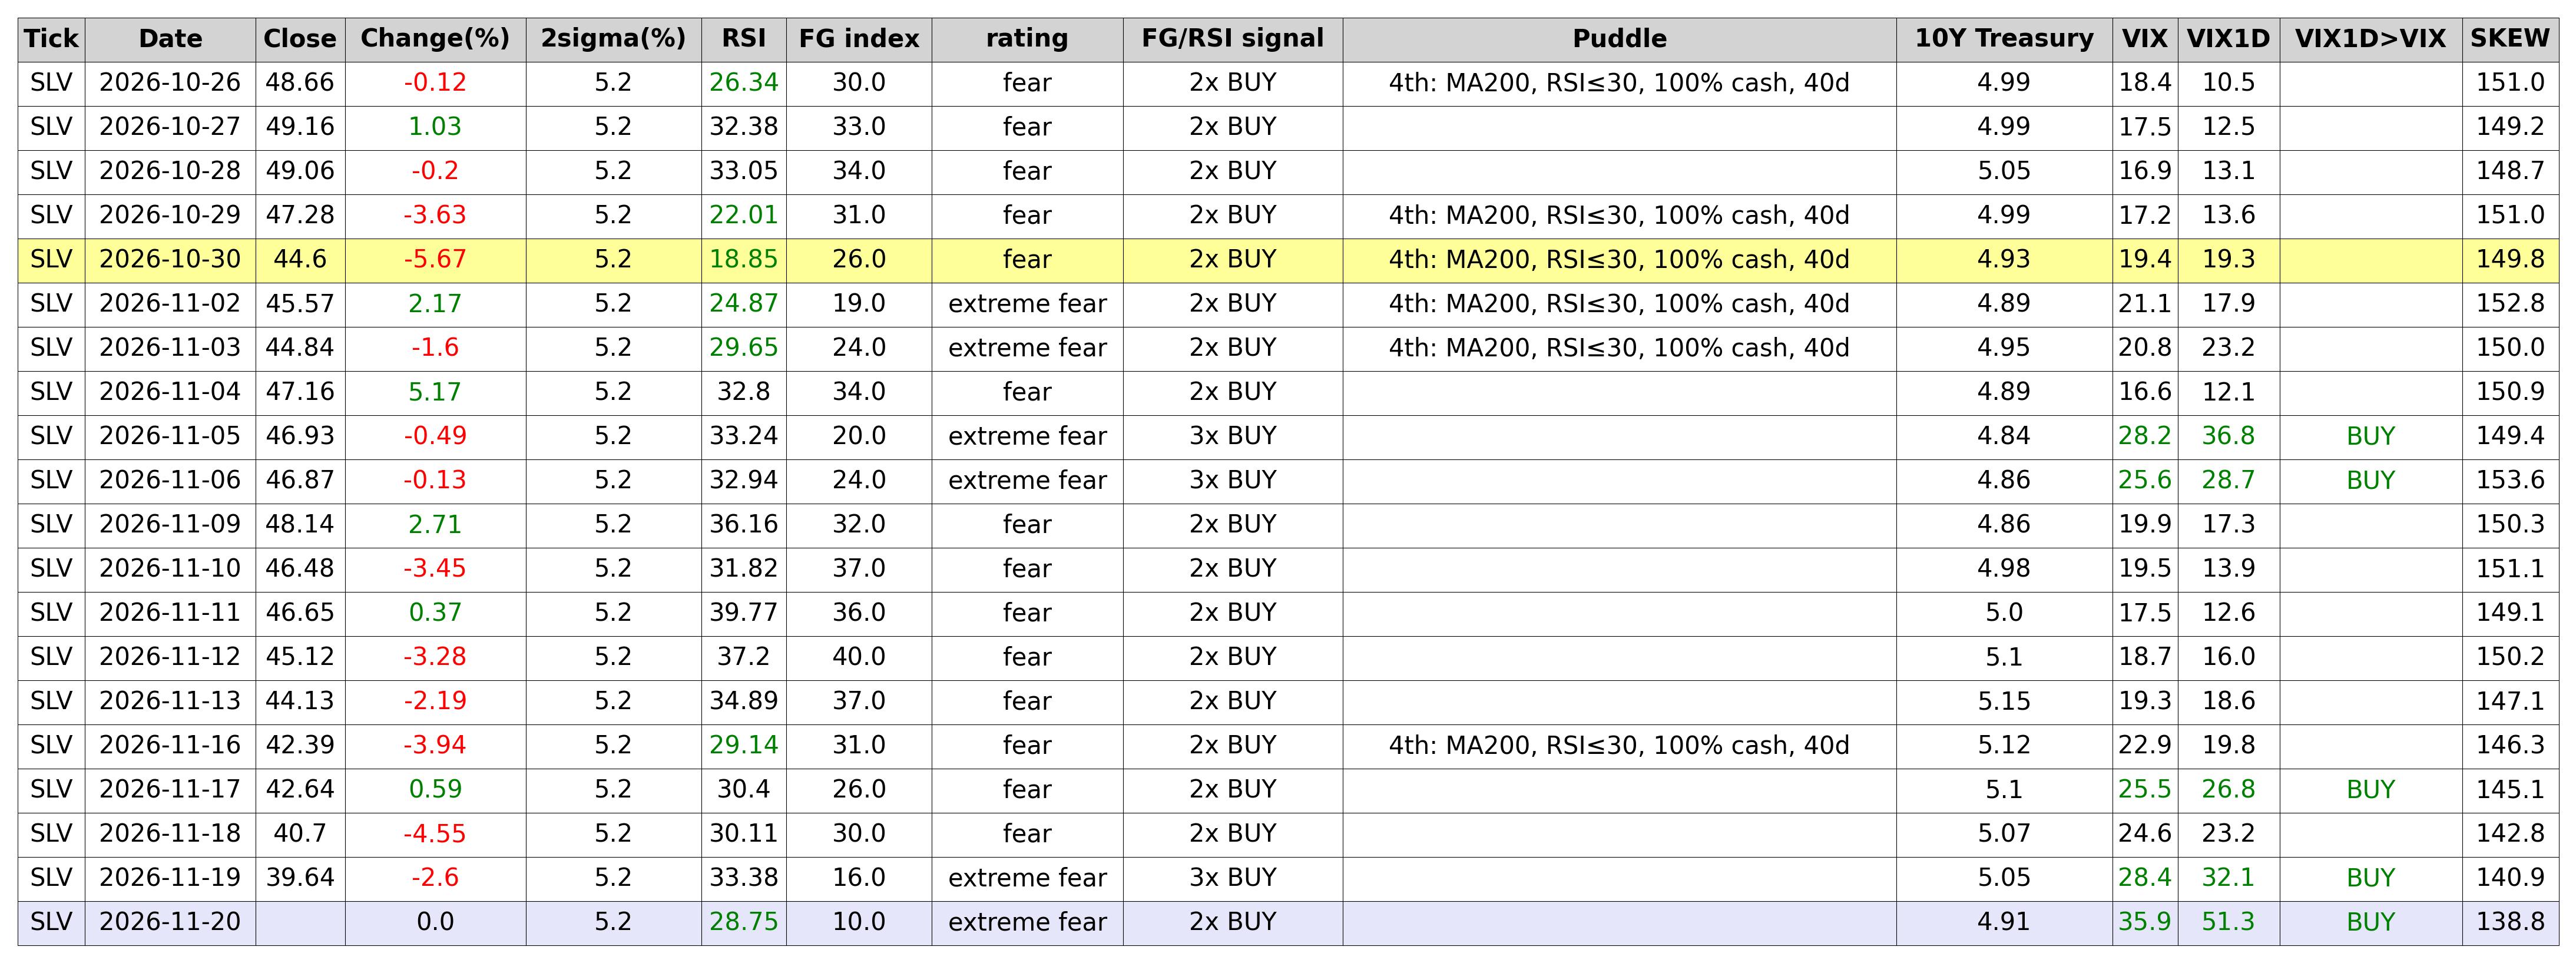 Tick Date Close Change(%) 2sigma(%) RSI FG index rating FG/RSI signal Puddle 10Y Treasury VIX VIX1D VIX1D>VIX SKEW
SLV 2026-10-26 48.66 -0.12 5.2 26.34 30.0 fear 2x BUY 4th: MA200, RSI≤30, 100% cash, 40d 4.99 18.4 10.5 151.0
SLV 2026-10-27 49.16 1.03 5.2 32.38 33.0 fear 2x BUY 4.99 17.5 12.5 149.2
SLV 2026-10-28 49.06 -0.2 5.2 33.05 34.0 fear 2x BUY 5.05 16.9 13.1 148.7
SLV 2026-10-29 47.28 -3.63 5.2 22.01 31.0 fear 2x BUY 4th: MA200, RSI≤30, 100% cash, 40d 4.99 17.2 13.6 151.0
SLV 2026-10-30 44.6 -5.67 5.2 18.85 26.0 fear 2x BUY 4th: MA200, RSI≤30, 100% cash, 40d 4.93 19.4 19.3 149.8
SLV 2026-11-02 45.57 2.17 5.2 24.87 19.0 extreme fear 2x BUY 4th: MA200, RSI≤30, 100% cash, 40d 4.89 21.1 17.9 152.8
SLV 2026-11-03 44.84 -1.6 5.2 29.65 24.0 extreme fear 2x BUY 4th: MA200, RSI≤30, 100% cash, 40d 4.95 20.8 23.2 150.0
SLV 2026-11-04 47.16 5.17 5.2 32.8 34.0 fear 2x BUY 4.89 16.6 12.1 150.9
SLV 2026-11-05 46.93 -0.49 5.2 33.24 20.0 extreme fear 3x BUY 4.84 28.2 36.8 BUY 149.4
SLV 2026-11-06 46.87 -0.13 5.2 32.94 24.0 extreme fear 3x BUY 4.86 25.6 28.7 BUY 153.6
SLV 2026-11-09 48.14 2.71 5.2 36.16 32.0 fear 2x BUY 4.86 19.9 17.3 150.3
SLV 2026-11-10 46.48 -3.45 5.2 31.82 37.0 fear 2x BUY 4.98 19.5 13.9 151.1
SLV 2026-11-11 46.65 0.37 5.2 39.77 36.0 fear 2x BUY 5.0 17.5 12.6 149.1
SLV 2026-11-12 45.12 -3.28 5.2 37.2 40.0 fear 2x BUY 5.1 18.7 16.0 150.2
SLV 2026-11-13 44.13 -2.19 5.2 34.89 37.0 fear 2x BUY 5.15 19.3 18.6 147.1
SLV 2026-11-16 42.39 -3.94 5.2 29.14 31.0 fear 2x BUY 4th: MA200, RSI≤30, 100% cash, 40d 5.12 22.9 19.8 146.3
SLV 2026-11-17 42.64 0.59 5.2 30.4 26.0 fear 2x BUY 5.1 25.5 26.8 BUY 145.1
SLV 2026-11-18 40.7 -4.55 5.2 30.11 30.0 fear 2x BUY 5.07 24.6 23.2 142.8
SLV 2026-11-19 39.64 -2.6 5.2 33.38 16.0 extreme fear 3x BUY 5.05 28.4 32.1 BUY 140.9
SLV 2026-11-20 0.0 5.2 28.75 10.0 extreme fear 2x BUY 4.91 35.9 51.3 BUY 138.8